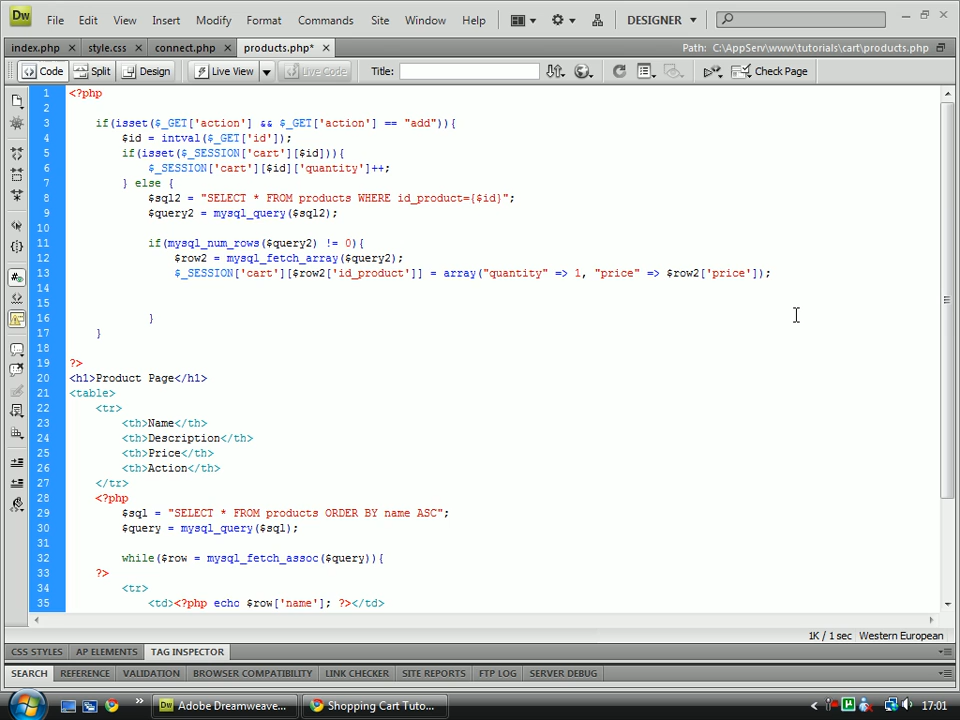 Dw File Edit View Insert Modify Format Commands Site Window Help DESIGNER
index.php style.css connect.php products.php* Path: C:\AppServ\www\tutorials\cart\products.php
Code Split Design Live View Live Code Title: Check Page
1 <?php
2
3 if(isset($_GET['action'] && $_GET['action'] == "add")){
4 $id = intval($_GET['id']);
5 if(isset($_SESSION['cart'][$id])){
6 $_SESSION['cart'][$id]['quantity']++;
7 } else {
8 $sql2 = "SELECT * FROM products WHERE id_product={$id}";
9 $query2 = mysql_query($sql2);
10
11 if(mysql_num_rows($query2) != 0){
12 $row2 = mysql_fetch_array($query2);
13 $_SESSION['cart'][$row2['id_product']] = array("quantity" => 1, "price" => $row2['price']);
14
15
16 }
17 }
18
19 ?>
20 <h1>Product Page</h1>
21 <table>
22 <tr>
23 <th>Name</th>
24 <th>Description</th>
25 <th>Price</th>
26 <th>Action</th>
27 </tr>
28 <?php
29 $sql = "SELECT * FROM products ORDER BY name ASC";
30 $query = mysql_query($sql);
31
32 while($row = mysql_fetch_assoc($query)){
33 ?>
34 <tr>
35 <td><?php echo $row['name']; ?></td>
1K / 1 sec Western European
CSS STYLES AP ELEMENTS TAG INSPECTOR
SEARCH REFERENCE VALIDATION BROWSER COMPATIBILITY LINK CHECKER SITE REPORTS FTP LOG SERVER DEBUG
Adobe Dreamweave... Shopping Cart Tuto... 17:01